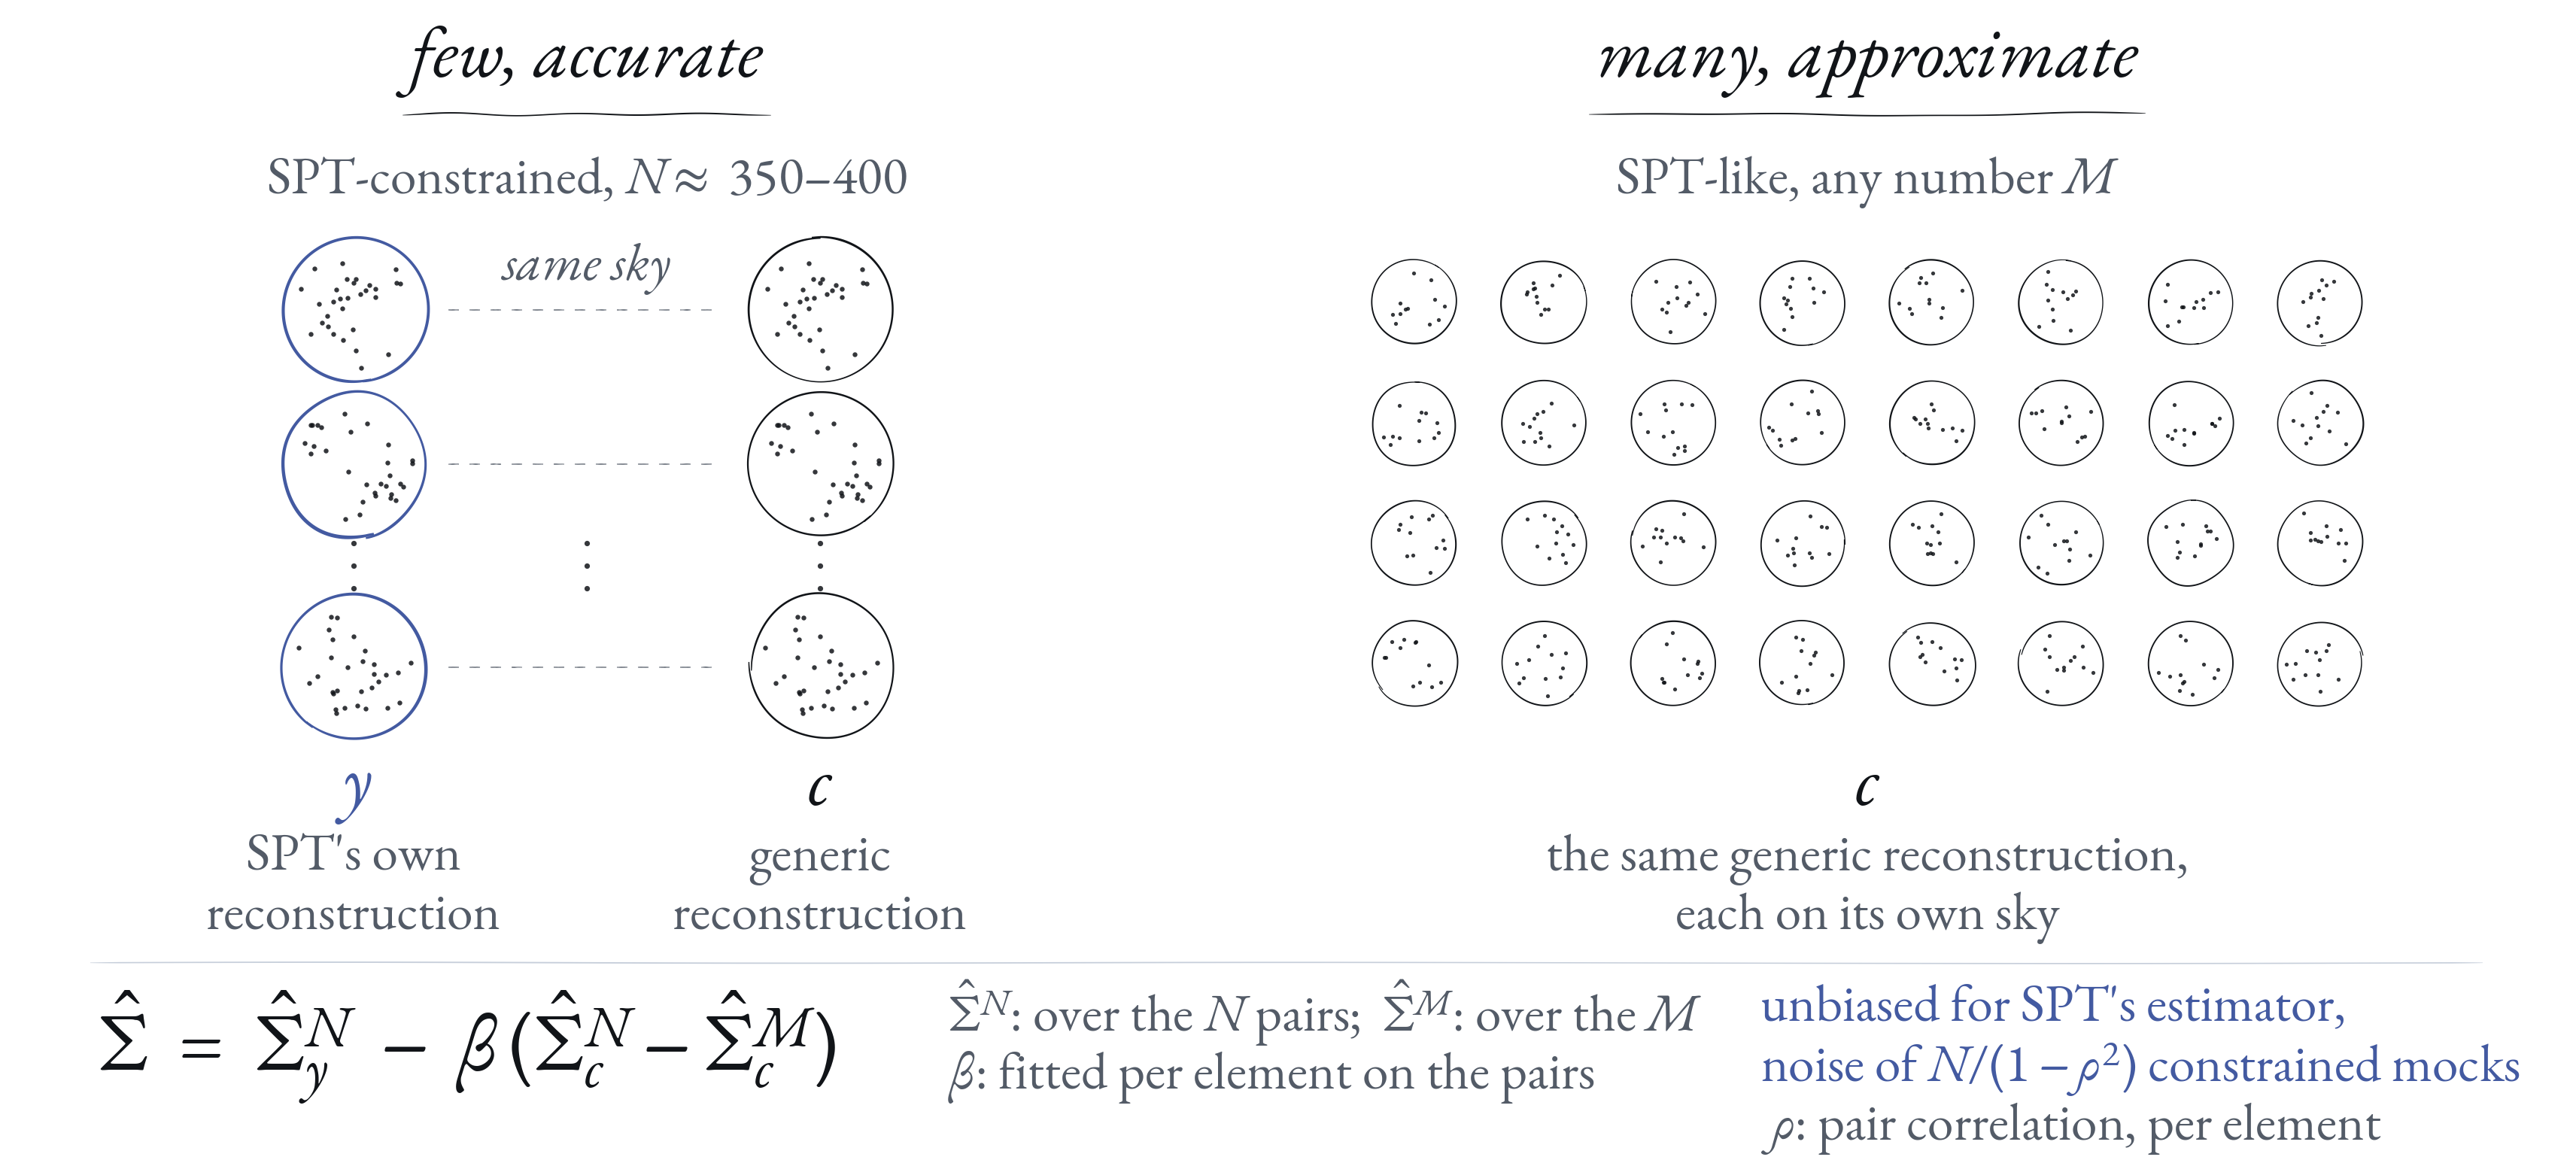 few, accurate
SPT-constrained, N ≈ 350–400
same sky
y
SPT's own
reconstruction
c
generic
reconstruction
many, approximate
SPT-like, any number M
c
the same generic reconstruction,
each on its own sky
Σ̂ = Σ̂_y^N − β(Σ̂_c^N − Σ̂_c^M)
Σ̂^N: over the N pairs; Σ̂^M: over the M
β: fitted per element on the pairs
unbiased for SPT's estimator,
noise of N/(1 − ρ²) constrained mocks
ρ: pair correlation, per element